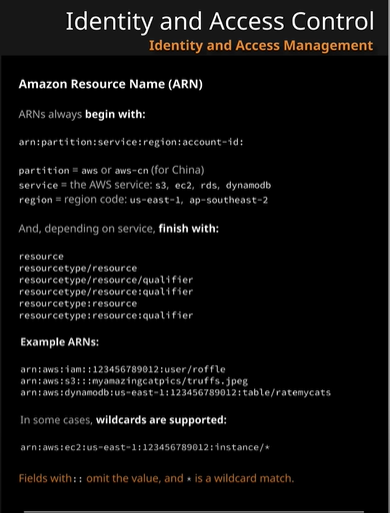 Identity and Access Control
Identity and Access Management
Amazon Resource Name (ARN)
ARNs always begin with:
arn:partition:service:region:account-id:
partition = aws or aws-cn (for China)
service = the AWS service: s3, ec2, rds, dynamodb
region = region code: us-east-1, ap-southeast-2
And, depending on service, finish with:
resource
resourcetype/resource
resourcetype/resource/qualifier
resourcetype/resource:qualifier
resourcetype:resource
resourcetype:resource:qualifier
Example ARNs:
arn:aws:iam::123456789012:user/roffle
arn:aws:s3:::myamazingcatpics/truffs.jpeg
arn:aws:dynamodb:us-east-1:123456789012:table/ratemycats
In some cases, wildcards are supported:
arn:aws:ec2:us-east-1:123456789012:instance/*
Fields with:: omit the value, and * is a wildcard match.